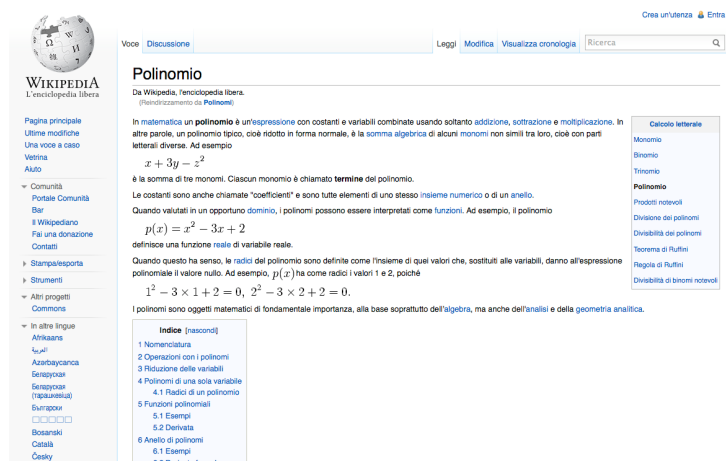 Crea un'utenza Entra
Ω W
И
WIKIPEDIA
L'enciclopedia libera
Voce Discussione Leggi Modifica Visualizza cronologia Ricerca
Polinomio
Da Wikipedia, l'enciclopedia libera.
(Reindirizzamento da Polinomi)
In matematica un polinomio è un'espressione con costanti e variabili combinate usando soltanto addizione, sottrazione e moltiplicazione. In
altre parole, un polinomio tipico, cioè ridotto in forma normale, è la somma algebrica di alcuni monomi non simili tra loro, cioè con parti
letterali diverse. Ad esempio
x + 3y − z²
è la somma di tre monomi. Ciascun monomio è chiamato termine del polinomio.
Le costanti sono anche chiamate "coefficienti" e sono tutte elementi di uno stesso insieme numerico o di un anello.
Quando valutati in un opportuno dominio, i polinomi possono essere interpretati come funzioni. Ad esempio, il polinomio
p(x) = x² − 3x + 2
definisce una funzione reale di variabile reale.
Quando questo ha senso, le radici del polinomio sono definite come l'insieme di quei valori che, sostituiti alle variabili, danno all'espressione
polinomiale il valore nullo. Ad esempio, p(x) ha come radici i valori 1 e 2, poiché
1² − 3 × 1 + 2 = 0, 2² − 3 × 2 + 2 = 0.
I polinomi sono oggetti matematici di fondamentale importanza, alla base soprattutto dell'algebra, ma anche dell'analisi e della geometria analitica.
Calcolo letterale
Monomio
Binomio
Trinomio
Polinomio
Prodotti notevoli
Divisione dei polinomi
Divisibilità dei polinomi
Teorema di Ruffini
Regola di Ruffini
Divisibilità di binomi notevoli
Indice [nascondi]
1 Nomenclatura
2 Operazioni con i polinomi
3 Riduzione delle variabili
4 Polinomi di una sola variabile
4.1 Radici di un polinomio
5 Funzioni polinomiali
5.1 Esempi
5.2 Derivata
6 Anello di polinomi
6.1 Esempi
Pagina principale
Ultime modifiche
Una voce a caso
Vetrina
Aiuto
Comunità
Portale Comunità
Bar
Il Wikipediano
Fai una donazione
Contatti
Stampa/esporta
Strumenti
Altri progetti
Commons
In altre lingue
Afrikaans
العربية
Azərbaycanca
Беларуская
Беларуская
(тарашкевіца)
Български
Bosanski
Català
Česky